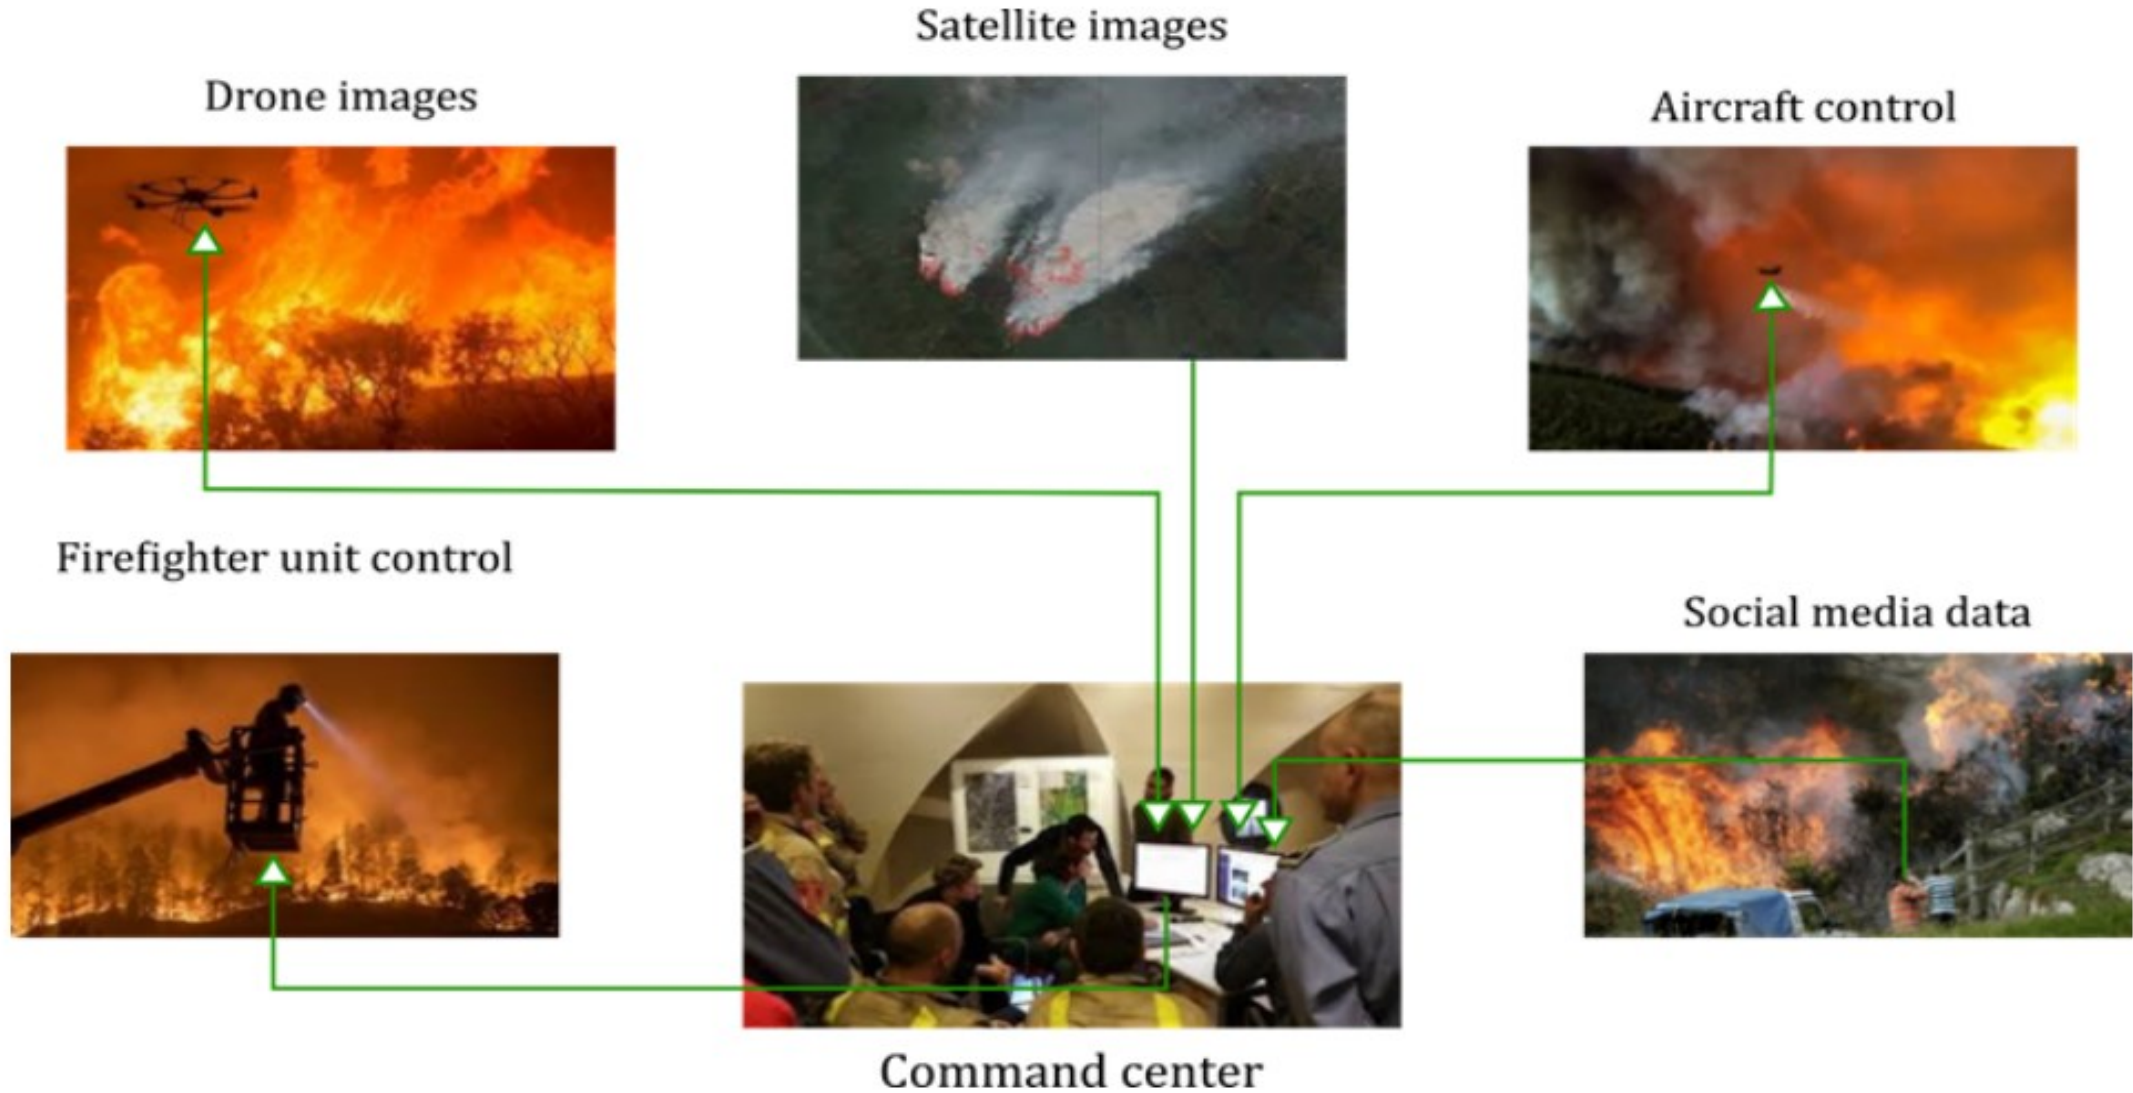 Satellite images
Drone images
Aircraft control
Firefighter unit control
Social media data
Command center